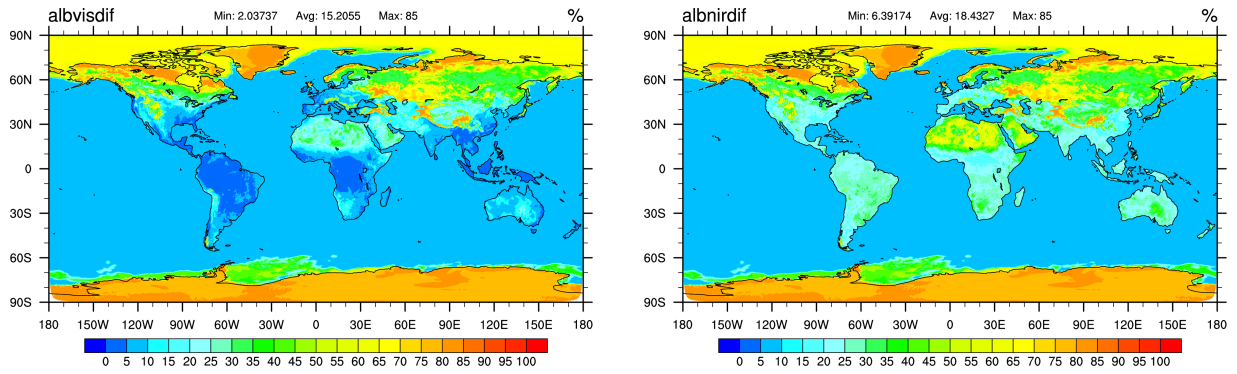 albvisdif Min: 2.03737 Avg: 15.2055 Max: 85 %
90N
60N
30N
0
30S
60S
90S
180 150W 120W 90W 60W 30W 0 30E 60E 90E 120E 150E 180
0 5 10 15 20 25 30 35 40 45 50 55 60 65 70 75 80 85 90 95 100
albnirdif Min: 6.39174 Avg: 18.4327 Max: 85 %
90N
60N
30N
0
30S
60S
90S
180 150W 120W 90W 60W 30W 0 30E 60E 90E 120E 150E 180
0 5 10 15 20 25 30 35 40 45 50 55 60 65 70 75 80 85 90 95 100